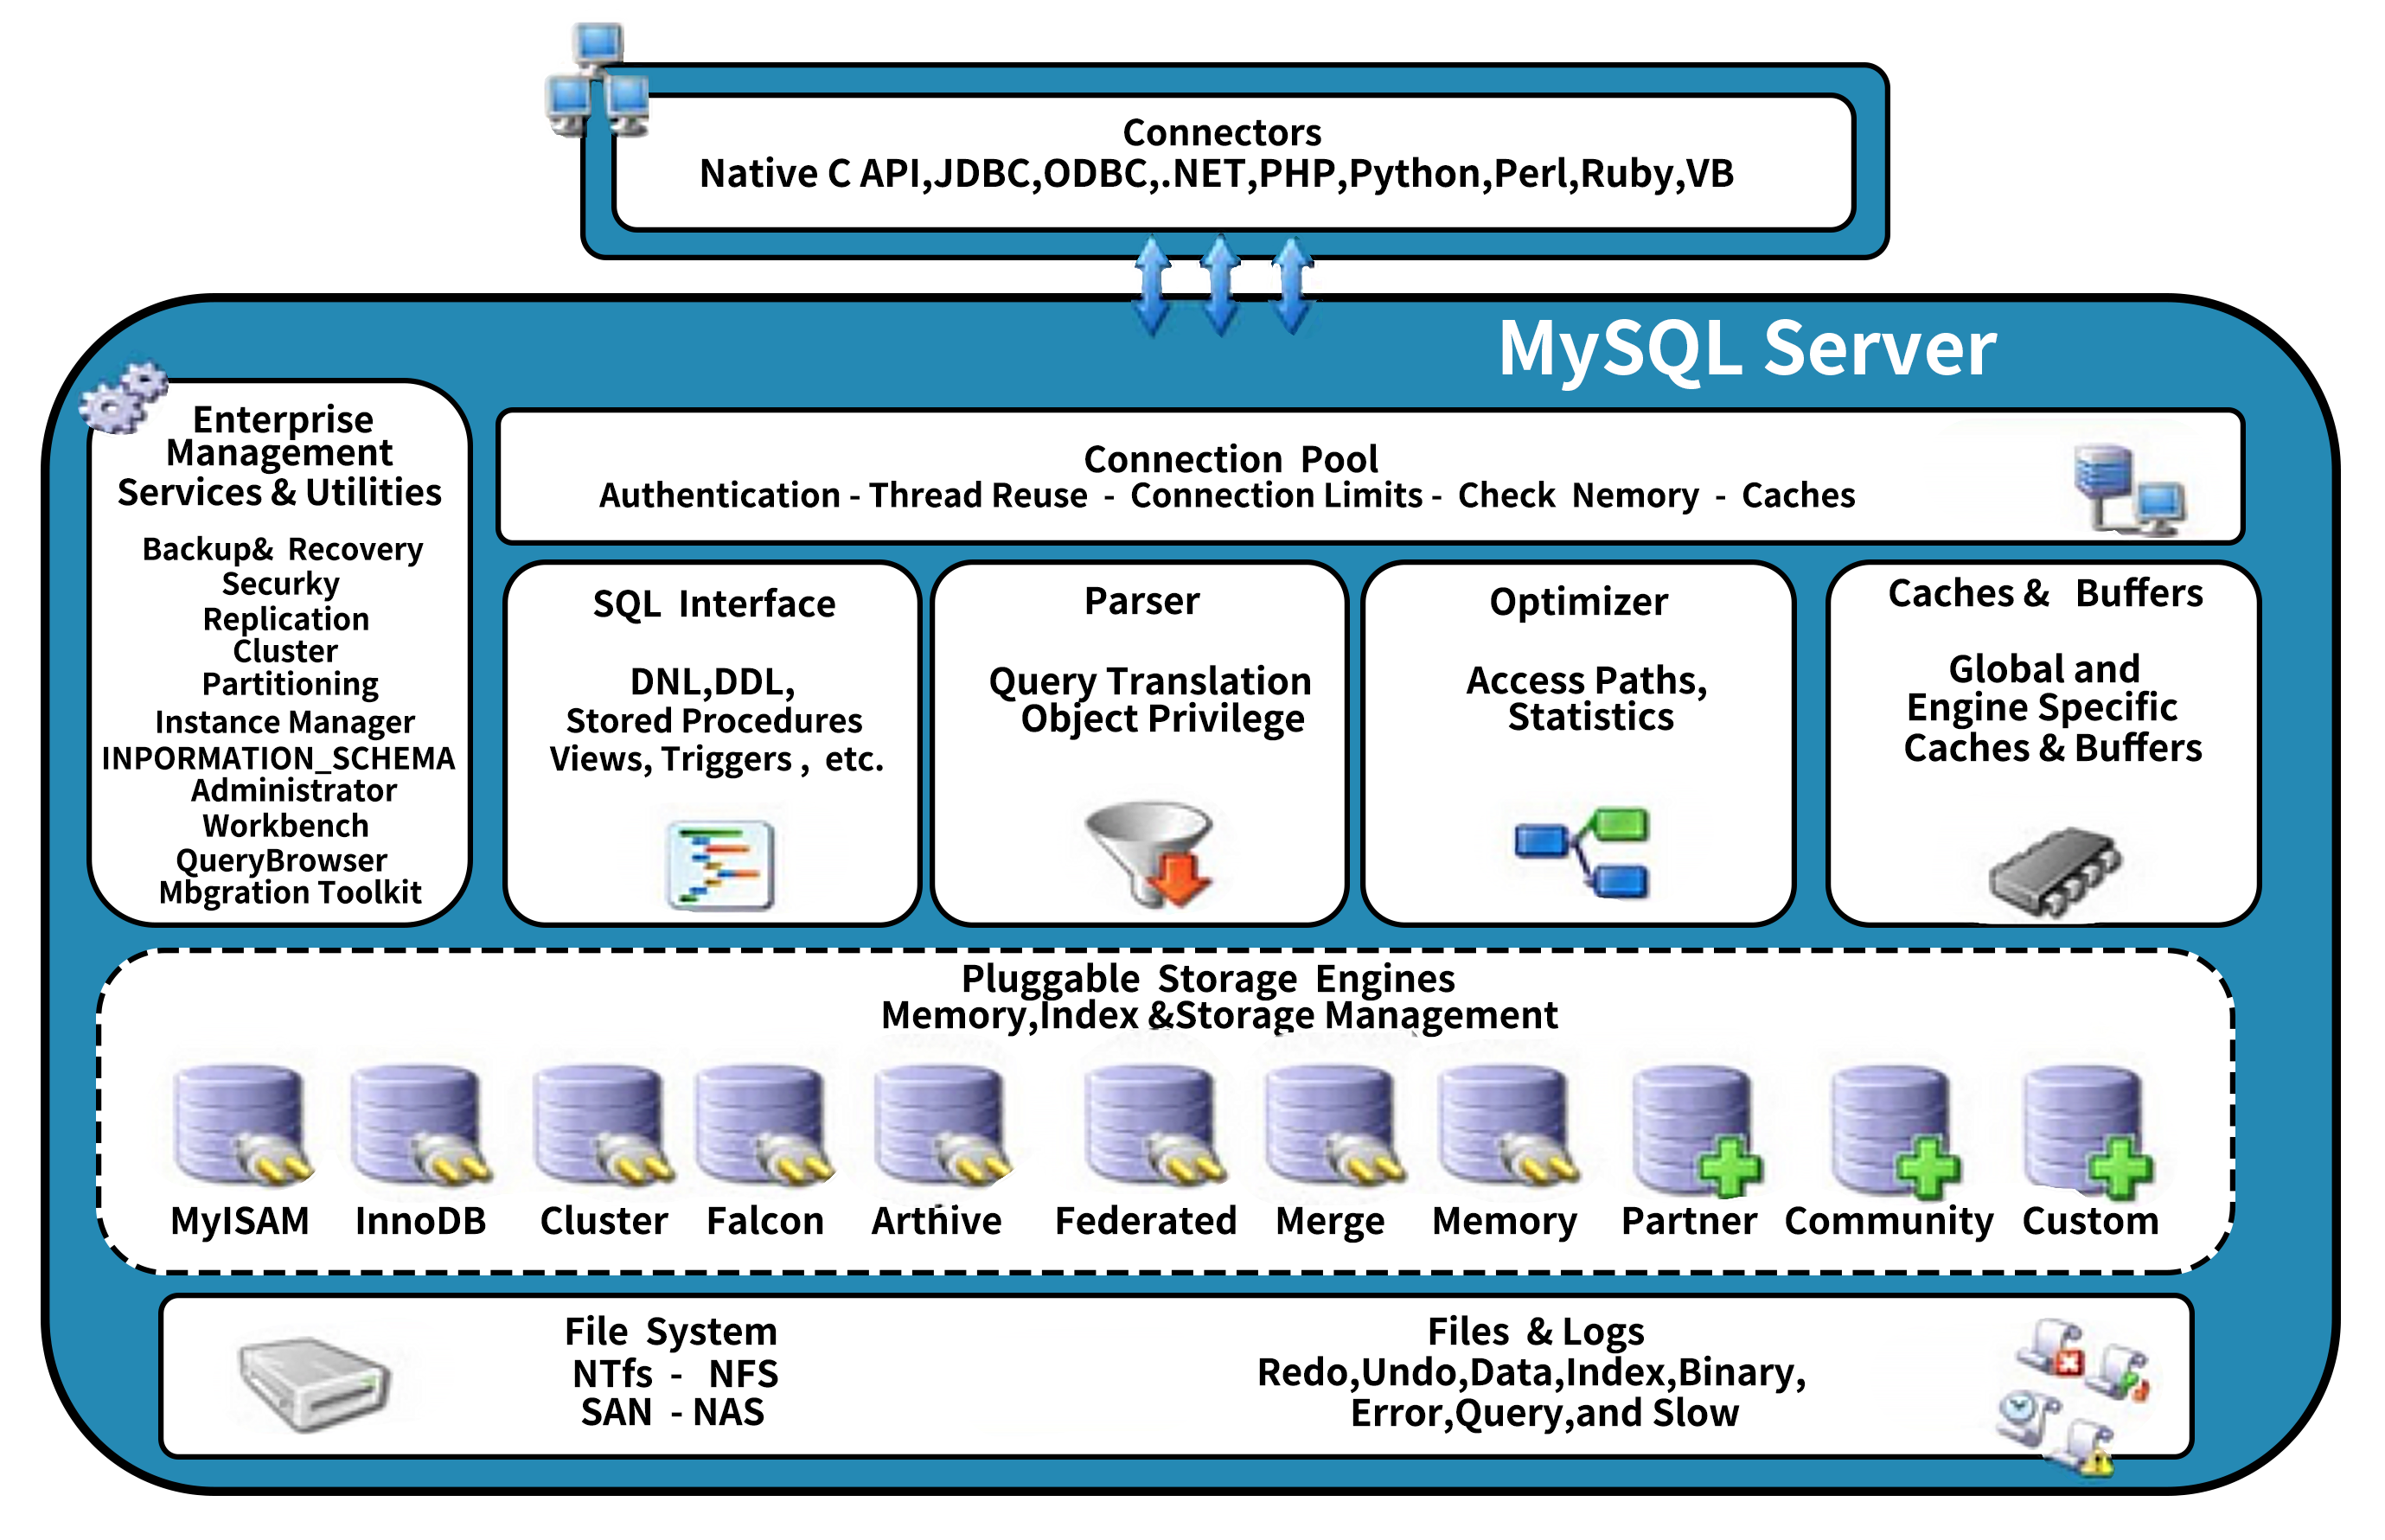 Connectors
Native C API,JDBC,ODBC,.NET,PHP,Python,Perl,Ruby,VB
MySQL Server
Enterprise
Management
Services & Utilities
Backup& Recovery
Securky
Replication
Cluster
Partitioning
Instance Manager
INPORMATION_SCHEMA
Administrator
Workbench
QueryBrowser
Mbgration Toolkit
Connection Pool
Authentication - Thread Reuse - Connection Limits - Check Nemory - Caches
SQL Interface
DNL,DDL,
Stored Procedures
Views, Triggers , etc.
Parser
Query Translation
Object Privilege
Optimizer
Access Paths,
Statistics
Caches & Buffers
Global and
Engine Specific
Caches & Buffers
Pluggable Storage Engines
Memory,Index &Storage Management
MyISAM InnoDB Cluster Falcon Arthive Federated Merge Memory Partner Community Custom
File System
NTfs - NFS
SAN - NAS
Files & Logs
Redo,Undo,Data,Index,Binary,
Error,Query,and Slow